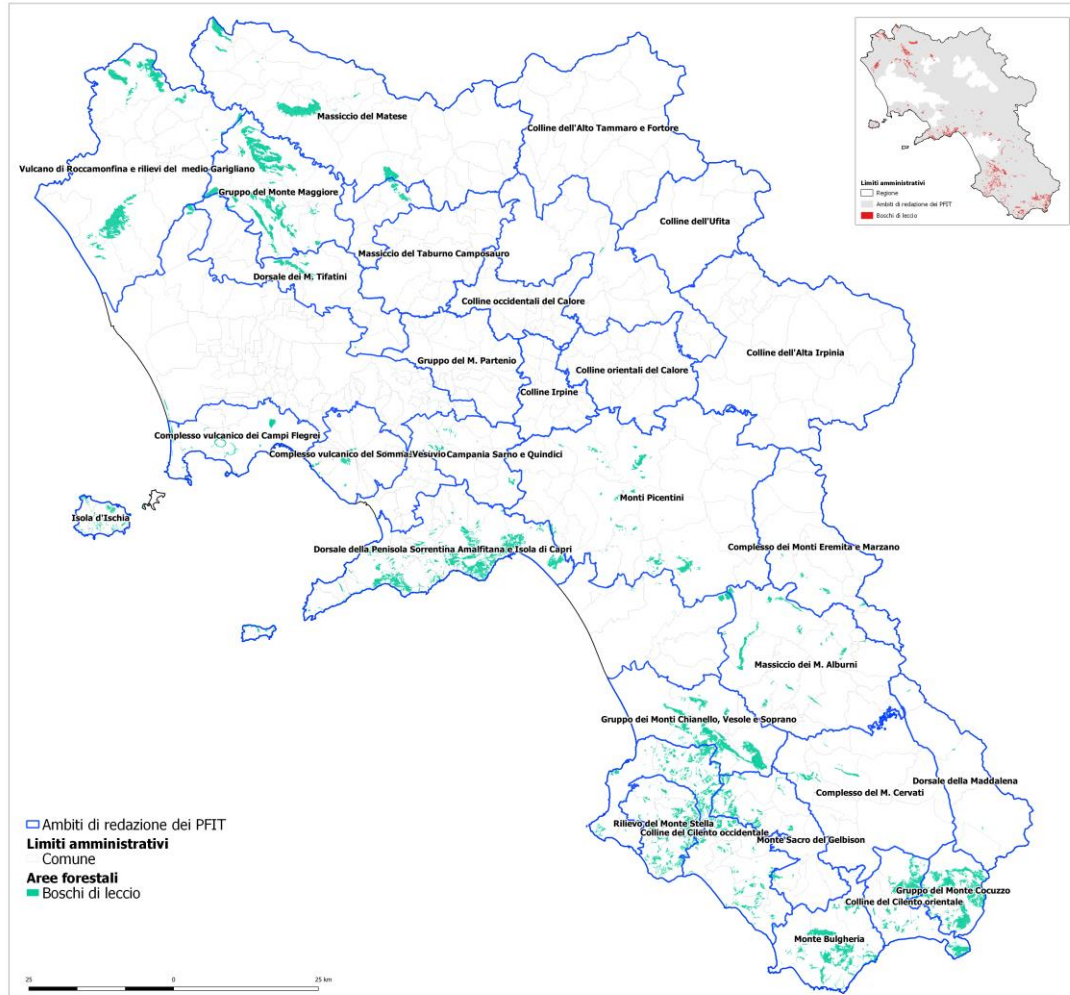 Limiti amministrativi
Regione
Ambiti di redazione dei PFIT
Boschi di leccio
Massiccio del Matese
Colline dell'Alto Tammaro e Fortore
Vulcano di Roccamonfina e rilievi del medio Garigliano
Gruppo del Monte Maggiore
Colline dell'Ufita
Massiccio del Taburno Camposauro
Dorsale dei M. Tifatini
Colline occidentali del Calore
Colline dell'Alta Irpinia
Gruppo del M. Partenio
Colline orientali del Calore
Colline Irpine
Complesso vulcanico dei Campi Flegrei
Complesso vulcanico del Somma-Vesuvio
Campania Sarno e Quindici
Monti Picentini
Isola d'Ischia
Dorsale della Penisola Sorrentina Amalfitana e Isola di Capri
Complesso dei Monti Eremita e Marzano
Massiccio dei M. Alburni
Gruppo dei Monti Chianello, Vesole e Soprano
Dorsale della Maddalena
Complesso del M. Cervati
Rilievo del Monte Stella
Colline del Cilento occidentale
Monte Sacro del Gelbison
Gruppo del Monte Cocuzzo
Colline del Cilento orientale
Monte Bulgheria
Ambiti di redazione dei PFIT
Limiti amministrativi
Comune
Aree forestali
Boschi di leccio
25 0 25 km